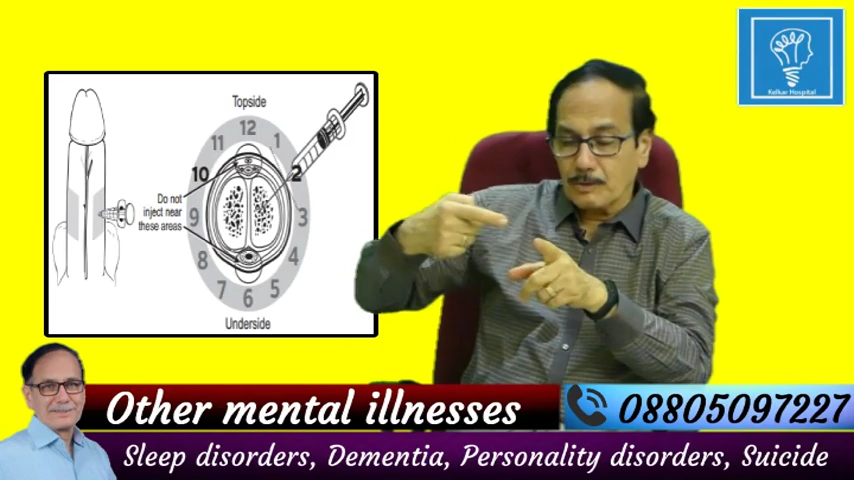 Kelkar Hospital
Topside
12
11
1
10
2
Do not
inject near
these areas
9
3
8
4
7
5
6
Underside
Other mental illnesses
08805097227
Sleep disorders, Dementia, Personality disorders, Suicide